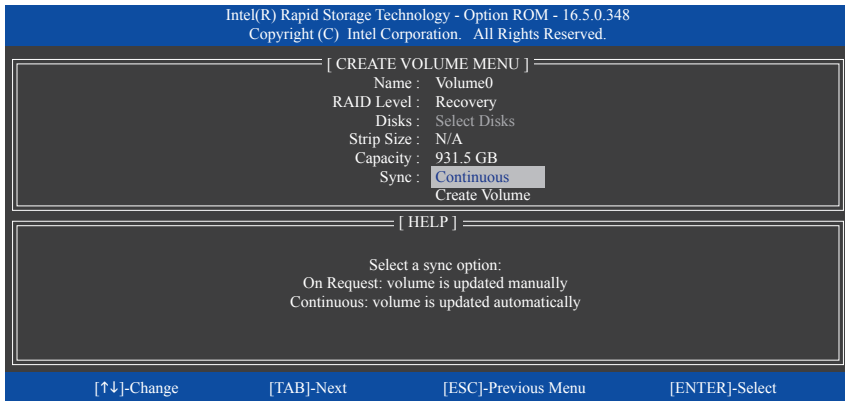 Intel(R) Rapid Storage Technology - Option ROM - 16.5.0.348
Copyright (C) Intel Corporation. All Rights Reserved.
[ CREATE VOLUME MENU ]
Name : Volume0
RAID Level : Recovery
Disks : Select Disks
Strip Size : N/A
Capacity : 931.5 GB
Sync : Continuous
Create Volume
[ HELP ]
Select a sync option:
On Request: volume is updated manually
Continuous: volume is updated automatically
[↑↓]-Change [TAB]-Next [ESC]-Previous Menu [ENTER]-Select